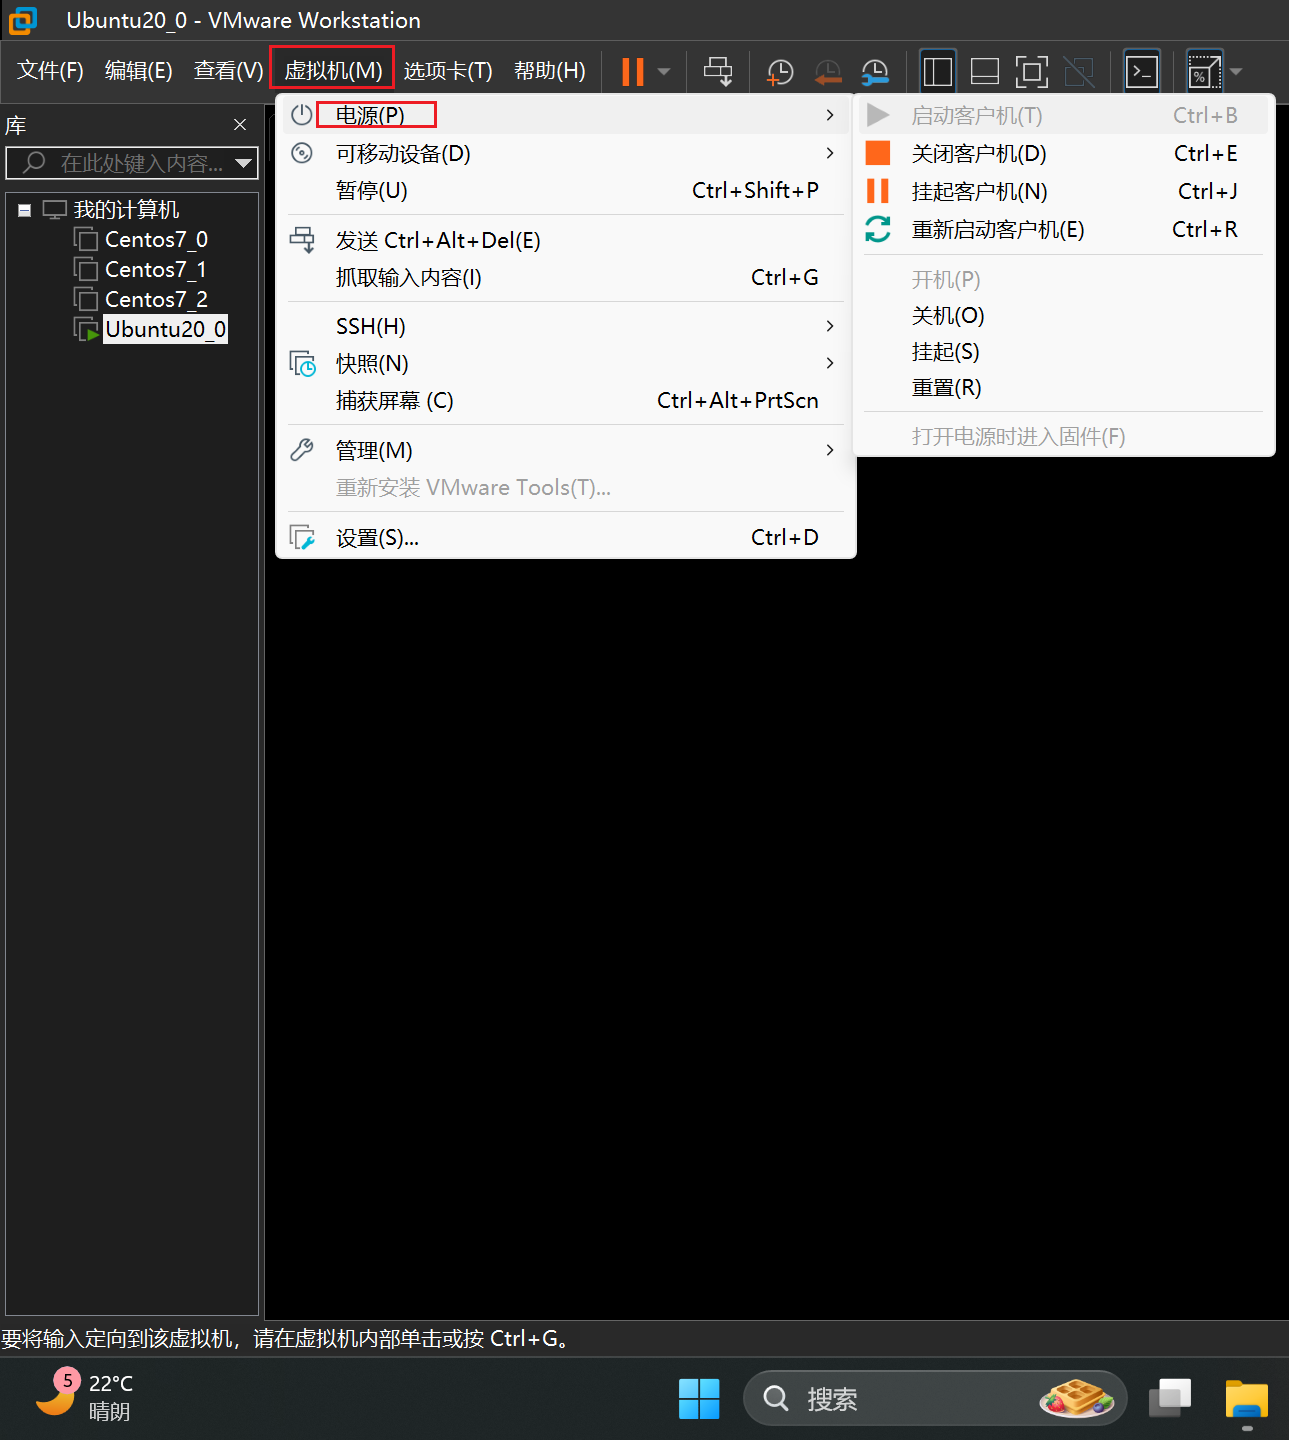 Ubuntu20_0 - VMware Workstation
文件(F) 编辑(E) 查看(V) 虚拟机(M) 选项卡(T) 帮助(H)
库
在此处键入内容...
我的计算机
Centos7_0
Centos7_1
Centos7_2
Ubuntu20_0
电源(P)
可移动设备(D)
暂停(U) Ctrl+Shift+P
发送 Ctrl+Alt+Del(E)
抓取输入内容(I) Ctrl+G
SSH(H)
快照(N)
捕获屏幕 (C) Ctrl+Alt+PrtScn
管理(M)
重新安装 VMware Tools(T)...
设置(S)... Ctrl+D
启动客户机(T) Ctrl+B
关闭客户机(D) Ctrl+E
挂起客户机(N) Ctrl+J
重新启动客户机(E) Ctrl+R
开机(P)
关机(O)
挂起(S)
重置(R)
打开电源时进入固件(F)
要将输入定向到该虚拟机，请在虚拟机内部单击或按 Ctrl+G。
5
22°C
晴朗
搜索